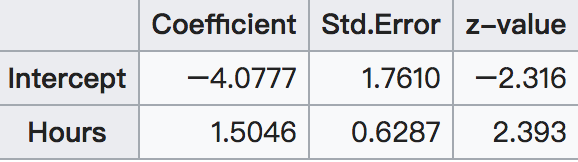 Coefficient Std.Error z-value
Intercept −4.0777 1.7610 −2.316
Hours 1.5046 0.6287 2.393